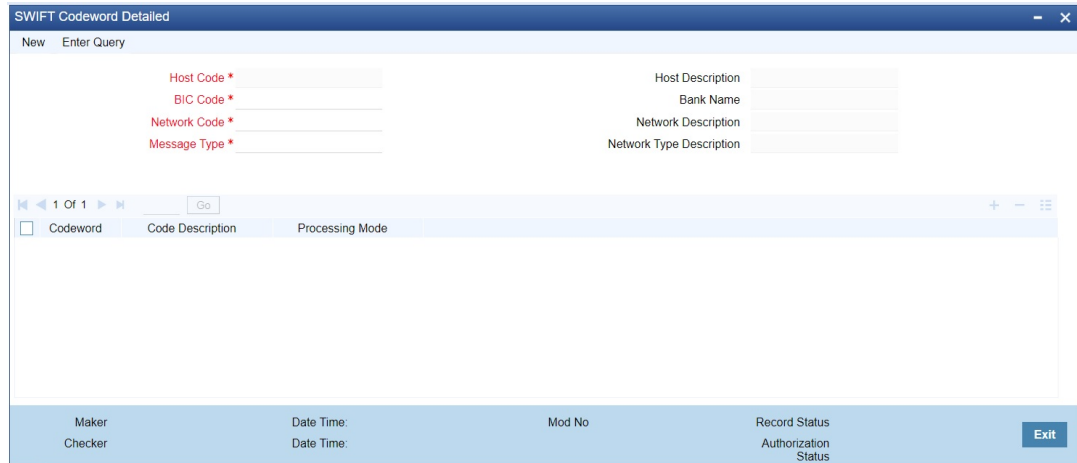 SWIFT Codeword Detailed
New Enter Query
Host Code * Host Description
BIC Code * Bank Name
Network Code * Network Description
Message Type * Network Type Description
1 Of 1 Go
Codeword Code Description Processing Mode
Maker Date Time: Mod No Record Status
Checker Date Time: Authorization
Status
Exit